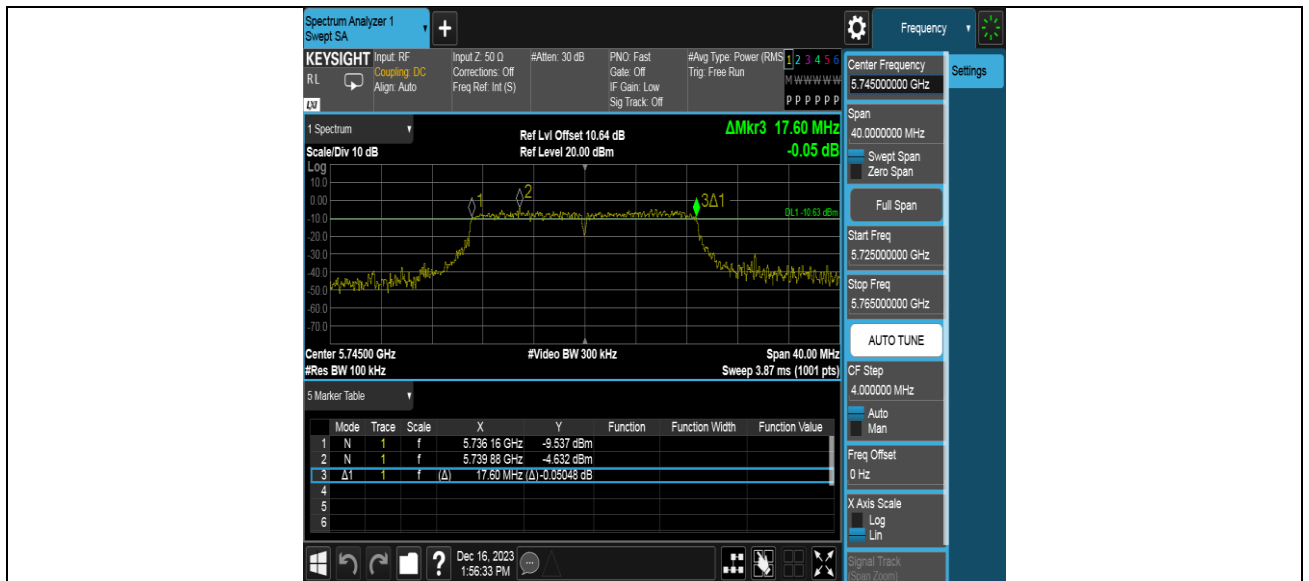 Spectrum Analyzer 1
Swept SA
+
Frequency
KEYSIGHT
R L
LXI
Input: RF
Coupling: DC
Align: Auto
Input Z: 50 Ω
Corrections: Off
Freq Ref: Int (S)
#Atten: 30 dB
PNO: Fast
Gate: Off
IF Gain: Low
Sig Track: Off
#Avg Type: Power (RMS
Trig: Free Run
1 2 3 4 5 6
M W W W W W
P P P P P P
1 Spectrum
Scale/Div 10 dB
Ref Lvl Offset 10.64 dB
Ref Level 20.00 dBm
ΔMkr3 17.60 MHz
-0.05 dB
Log
10.0
0.00
-10.0
-20.0
-30.0
-40.0
-50.0
-60.0
-70.0
1
2
3Δ1
DL1 -10.63 dBm
Center 5.74500 GHz
#Video BW 300 kHz
Span 40.00 MHz
#Res BW 100 kHz
Sweep 3.87 ms (1001 pts)
5 Marker Table
Mode Trace Scale X Y Function Function Width Function Value
1 N 1 f 5.736 16 GHz -9.537 dBm
2 N 1 f 5.739 88 GHz -4.632 dBm
3 Δ1 1 f (Δ) 17.60 MHz (Δ) -0.05048 dB
4
5
6
?
Dec 16, 2023
1:56:33 PM
Center Frequency
5.745000000 GHz
Settings
Span
40.0000000 MHz
Swept Span
Zero Span
Full Span
Start Freq
5.725000000 GHz
Stop Freq
5.765000000 GHz
AUTO TUNE
CF Step
4.000000 MHz
Auto
Man
Freq Offset
0 Hz
X Axis Scale
Log
Lin
Signal Track
(Span Zoom)